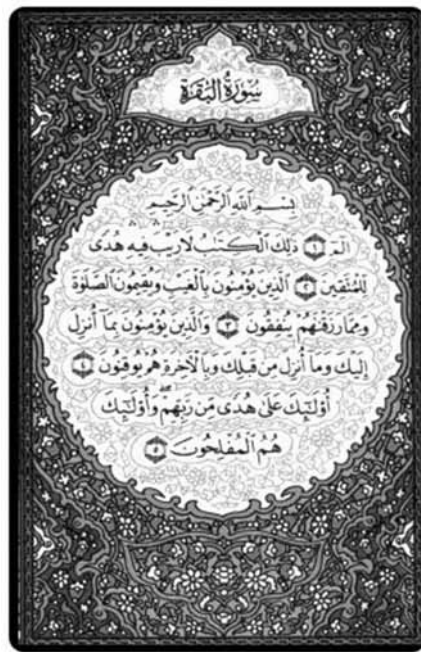 سُورَةُ البَقَرَةِ
بِسْمِ ٱللَّهِ ٱلرَّحْمَٰنِ ٱلرَّحِيمِ
الٓمٓ ١ ذَٰلِكَ ٱلْكِتَٰبُ لَا رَيْبَ ۛ فِيهِ ۛ هُدًى
لِّلْمُتَّقِينَ ٢ ٱلَّذِينَ يُؤْمِنُونَ بِٱلْغَيْبِ وَيُقِيمُونَ ٱلصَّلَوٰةَ
وَمِمَّا رَزَقْنَٰهُمْ يُنفِقُونَ ٣ وَٱلَّذِينَ يُؤْمِنُونَ بِمَآ أُنزِلَ
إِلَيْكَ وَمَآ أُنزِلَ مِن قَبْلِكَ وَبِٱلْآخِرَةِ هُمْ يُوقِنُونَ ٤
أُو۟لَٰٓئِكَ عَلَىٰ هُدًى مِّن رَّبِّهِمْ ۖ وَأُو۟لَٰٓئِكَ
هُمُ ٱلْمُفْلِحُونَ ٥